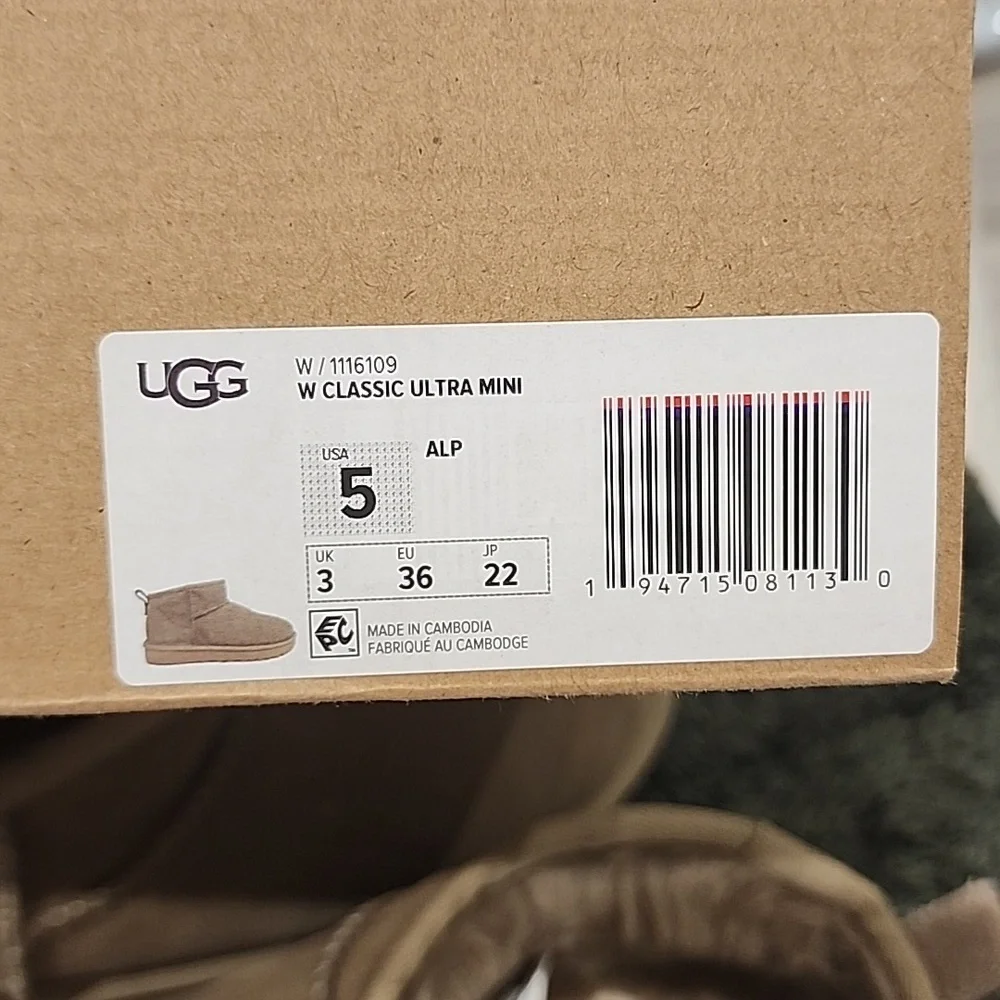 UGG
W / 1116109
W CLASSIC ULTRA MINI
USA
5
ALP
UK EU JP
3 36 22
EPC
MADE IN CAMBODIA
FABRIQUÉ AU CAMBODGE
1 94715 08113 0